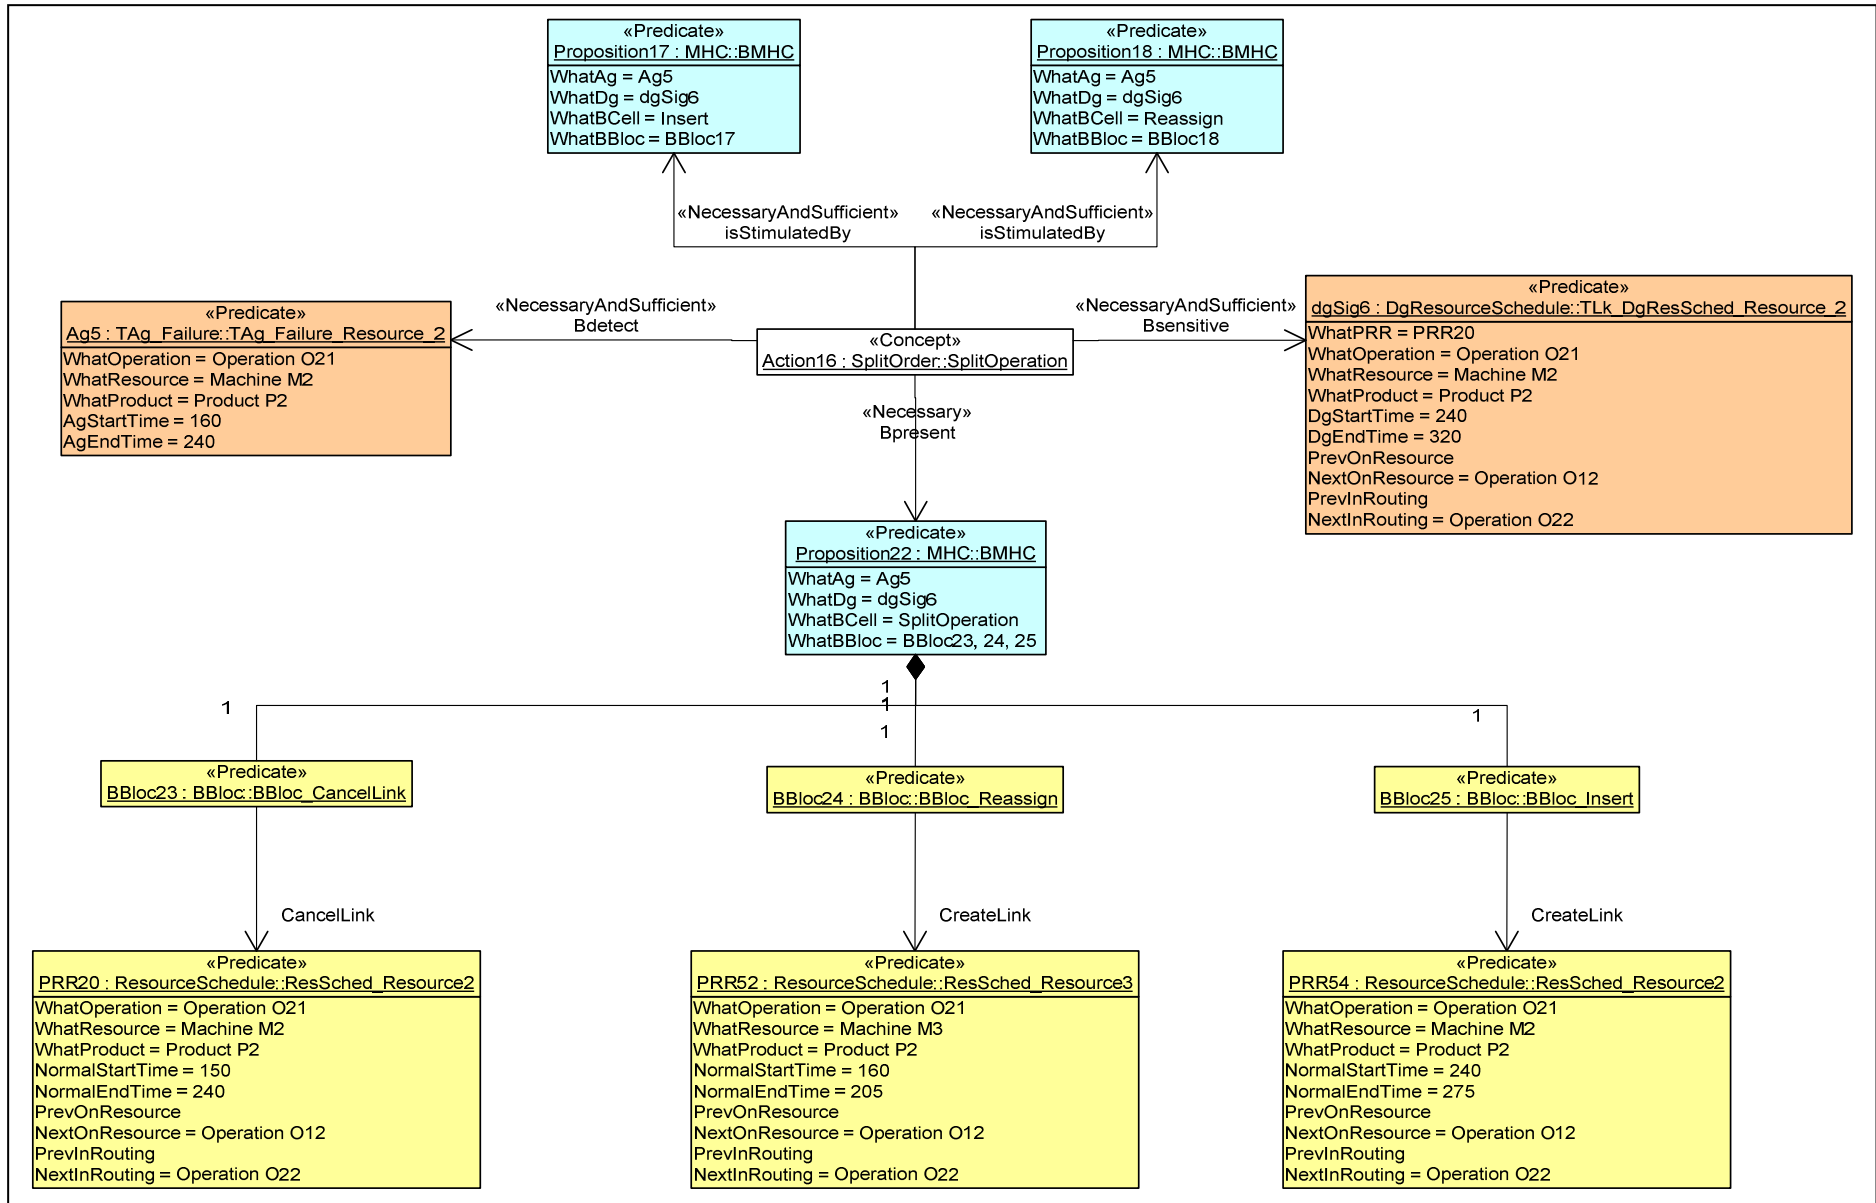 «Predicate»
Proposition17 : MHC::BMHC
WhatAg = Ag5
WhatDg = dgSig6
WhatBCell = Insert
WhatBBloc = BBloc17
«Predicate»
Proposition18 : MHC::BMHC
WhatAg = Ag5
WhatDg = dgSig6
WhatBCell = Reassign
WhatBBloc = BBloc18
«NecessaryAndSufficient»
isStimulatedBy
«NecessaryAndSufficient»
isStimulatedBy
«Predicate»
Ag5 : TAg_Failure::TAg_Failure_Resource_2
WhatOperation = Operation O21
WhatResource = Machine M2
WhatProduct = Product P2
AgStartTime = 160
AgEndTime = 240
«NecessaryAndSufficient»
Bdetect
«Concept»
Action16 : SplitOrder::SplitOperation
«NecessaryAndSufficient»
Bsensitive
«Predicate»
dgSig6 : DgResourceSchedule::TLk_DgResSched_Resource_2
WhatPRR = PRR20
WhatOperation = Operation O21
WhatResource = Machine M2
WhatProduct = Product P2
DgStartTime = 240
DgEndTime = 320
PrevOnResource
NextOnResource = Operation O12
PrevInRouting
NextInRouting = Operation O22
«Necessary»
Bpresent
«Predicate»
Proposition22 : MHC::BMHC
WhatAg = Ag5
WhatDg = dgSig6
WhatBCell = SplitOperation
WhatBBloc = BBloc23, 24, 25
1
1
1
1
1
«Predicate»
BBloc23 : BBloc::BBloc_CancelLink
«Predicate»
BBloc24 : BBloc::BBloc_Reassign
«Predicate»
BBloc25 : BBloc::BBloc_Insert
CancelLink
CreateLink
CreateLink
«Predicate»
PRR20 : ResourceSchedule::ResSched_Resource2
WhatOperation = Operation O21
WhatResource = Machine M2
WhatProduct = Product P2
NormalStartTime = 150
NormalEndTime = 240
PrevOnResource
NextOnResource = Operation O12
PrevInRouting
NextInRouting = Operation O22
«Predicate»
PRR52 : ResourceSchedule::ResSched_Resource3
WhatOperation = Operation O21
WhatResource = Machine M3
WhatProduct = Product P2
NormalStartTime = 160
NormalEndTime = 205
PrevOnResource
NextOnResource = Operation O12
PrevInRouting
NextInRouting = Operation O22
«Predicate»
PRR54 : ResourceSchedule::ResSched_Resource2
WhatOperation = Operation O21
WhatResource = Machine M2
WhatProduct = Product P2
NormalStartTime = 240
NormalEndTime = 275
PrevOnResource
NextOnResource = Operation O12
PrevInRouting
NextInRouting = Operation O22